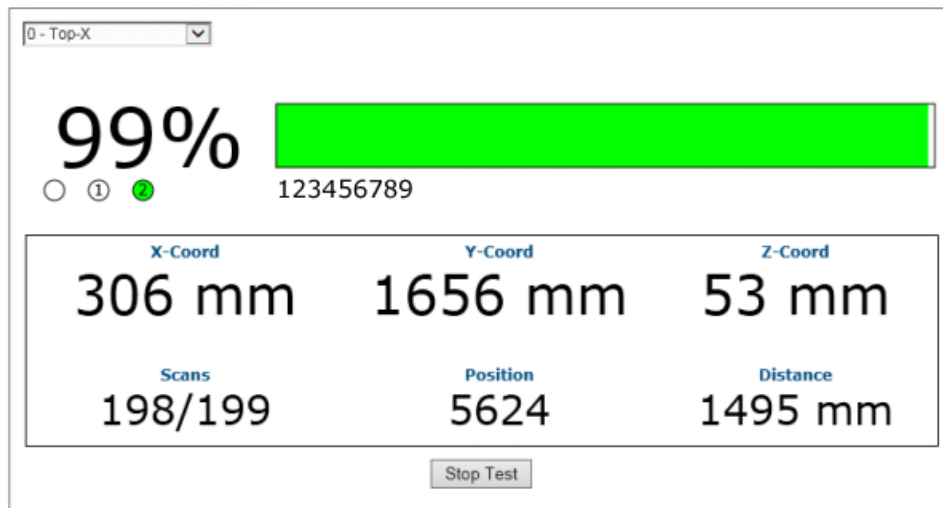 0 - Top-X
99%
1 2
123456789
X-Coord Y-Coord Z-Coord
306 mm 1656 mm 53 mm
Scans Position Distance
198/199 5624 1495 mm
Stop Test